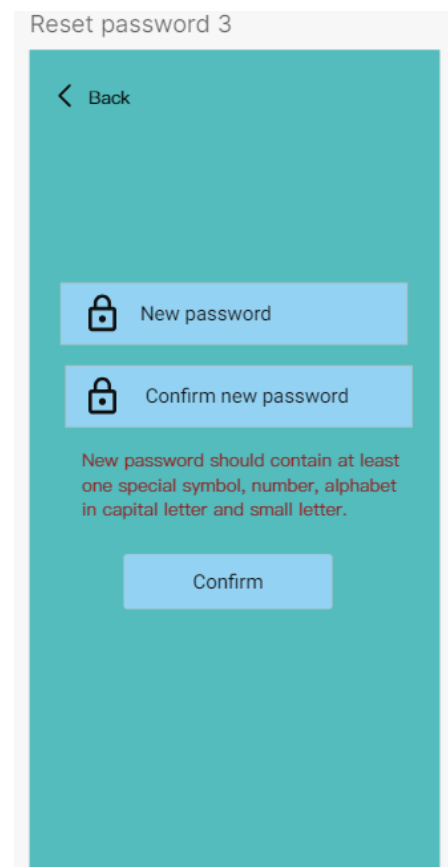 Reset password 3
Back
New password
Confirm new password
New password should contain at least
one special symbol, number, alphabet
in capital letter and small letter.
Confirm